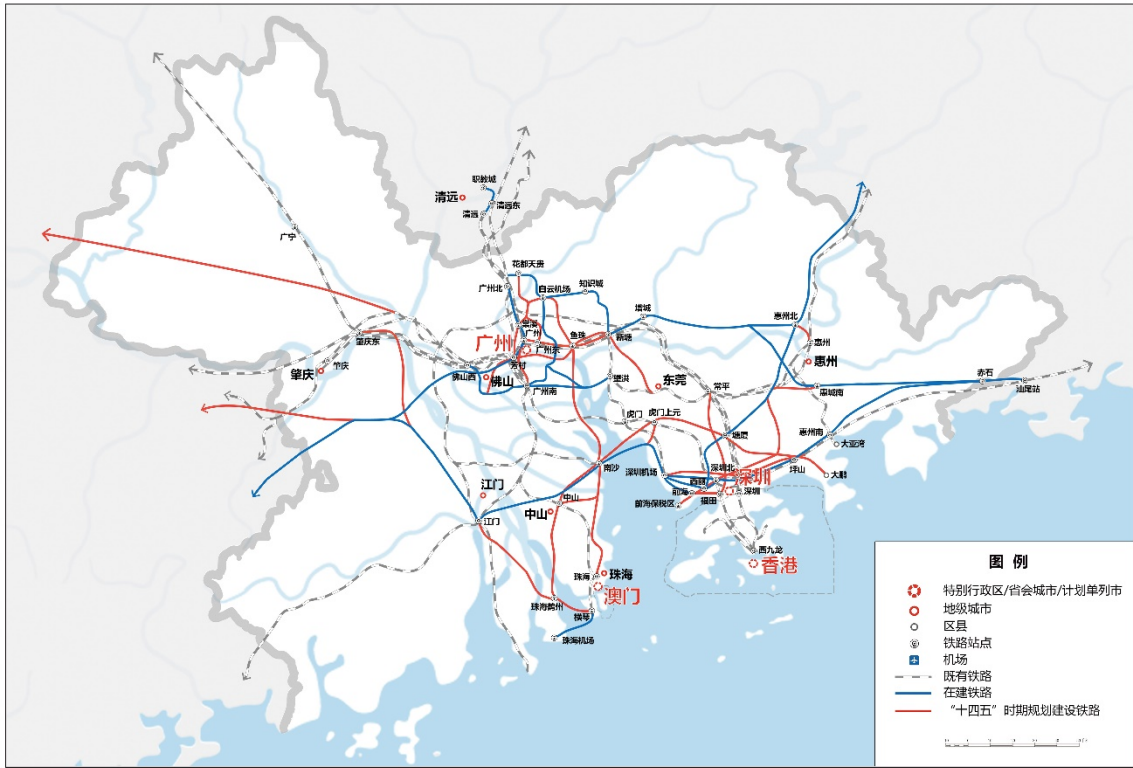 职教城
清远
清远东
清远
广宁
花都天贵
广州北
白云机场
知识城
增城
惠州北
广州
棠溪
广州
鱼珠
新塘
惠州
肇庆东
广州东
芳村
惠州
肇庆
肇庆
佛山西
佛山
望洪
东莞
常平
惠城南
赤石
汕尾站
广州南
虎门
虎门上元
塘厦
惠州南
大亚湾
南沙
深圳机场
深圳北
深圳
坪山
大鹏
西丽
江门
中山
前海
福田
深圳
前海保税区
中山
江门
西九龙
香港
珠海
珠海
澳门
珠海鹤州
横琴
珠海机场
图 例
特别行政区/省会城市/计划单列市
地级城市
区县
铁路站点
机场
既有铁路
在建铁路
“十四五”时期规划建设铁路